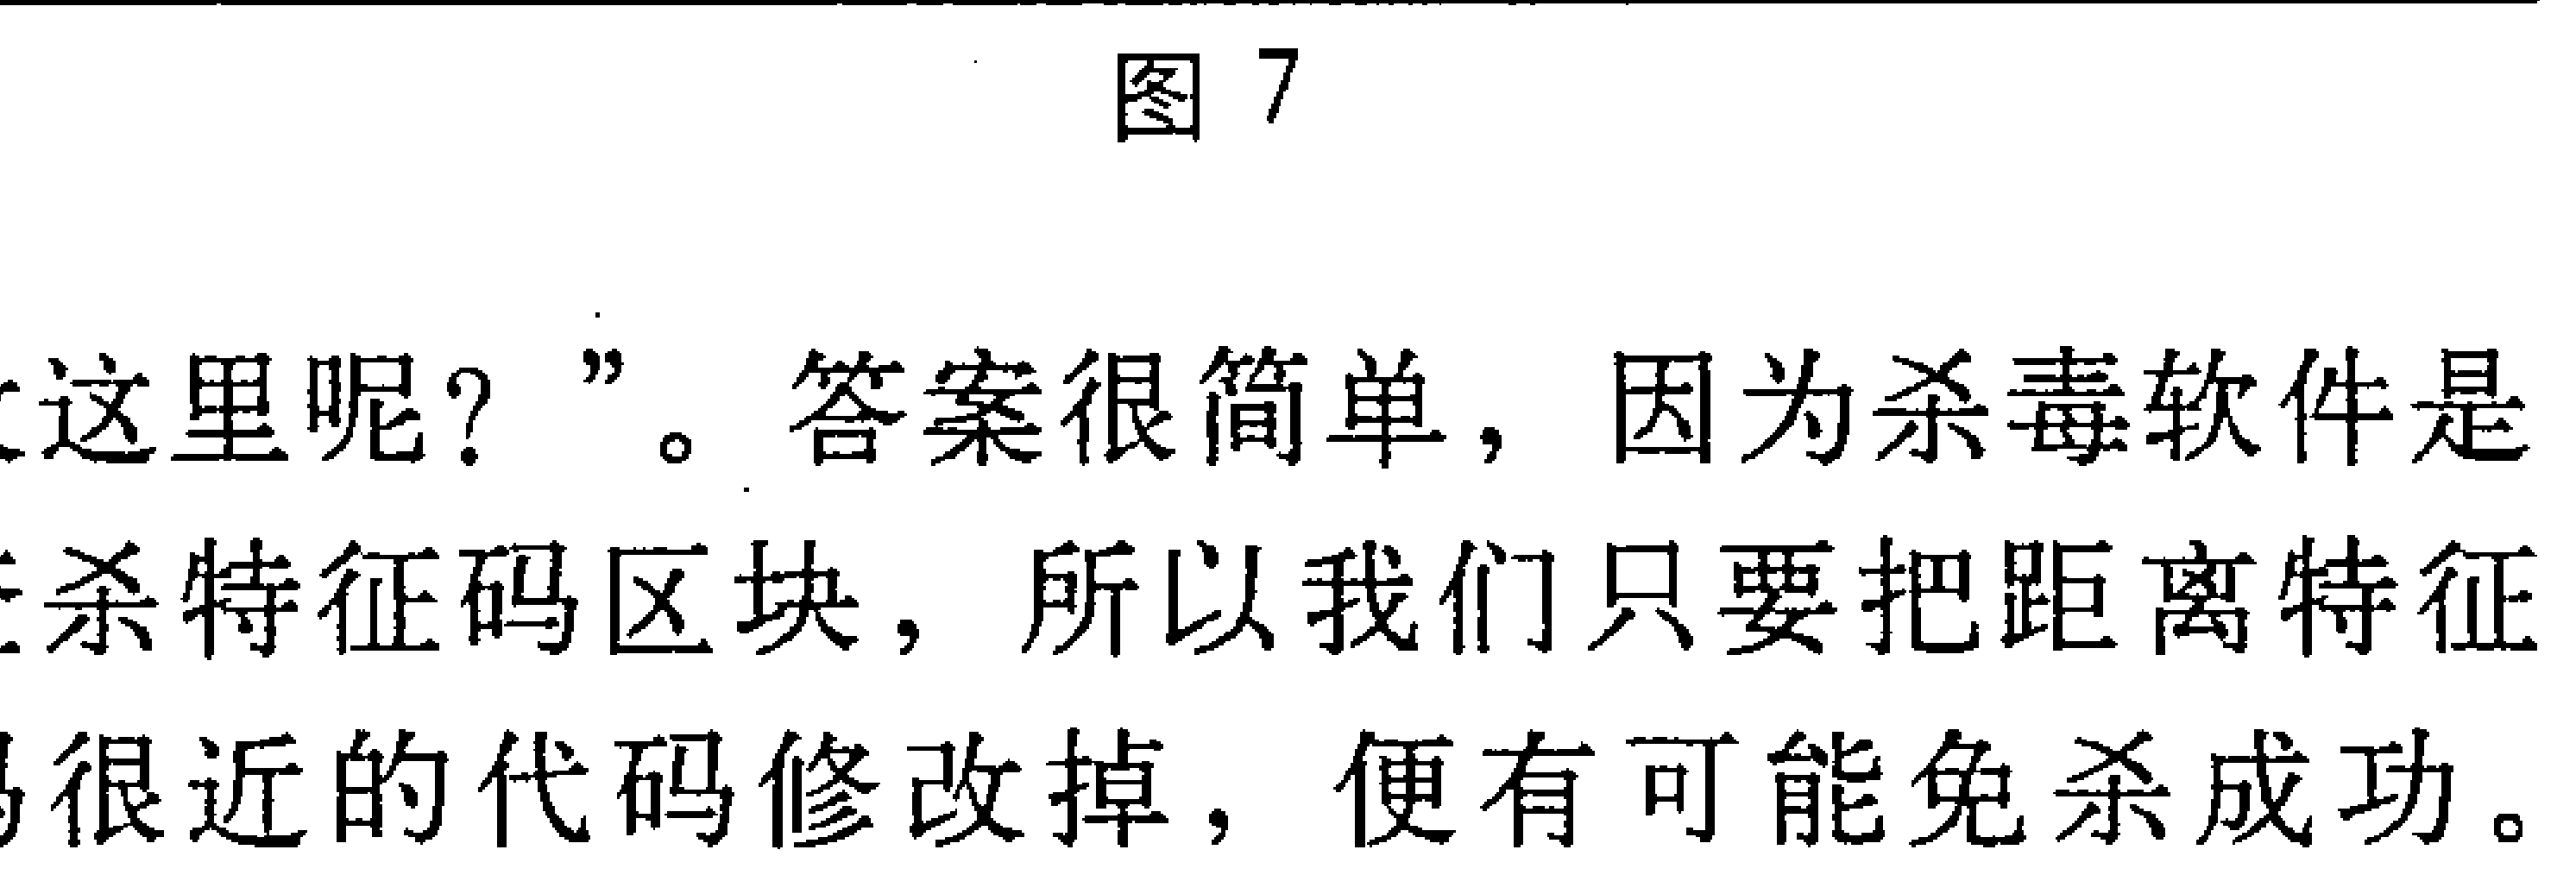 图 7
这里呢？”。答案很简单，因为杀毒软件是
杀特征码区块，所以我们只要把距离特征
很近的代码修改掉，便有可能免杀成功。